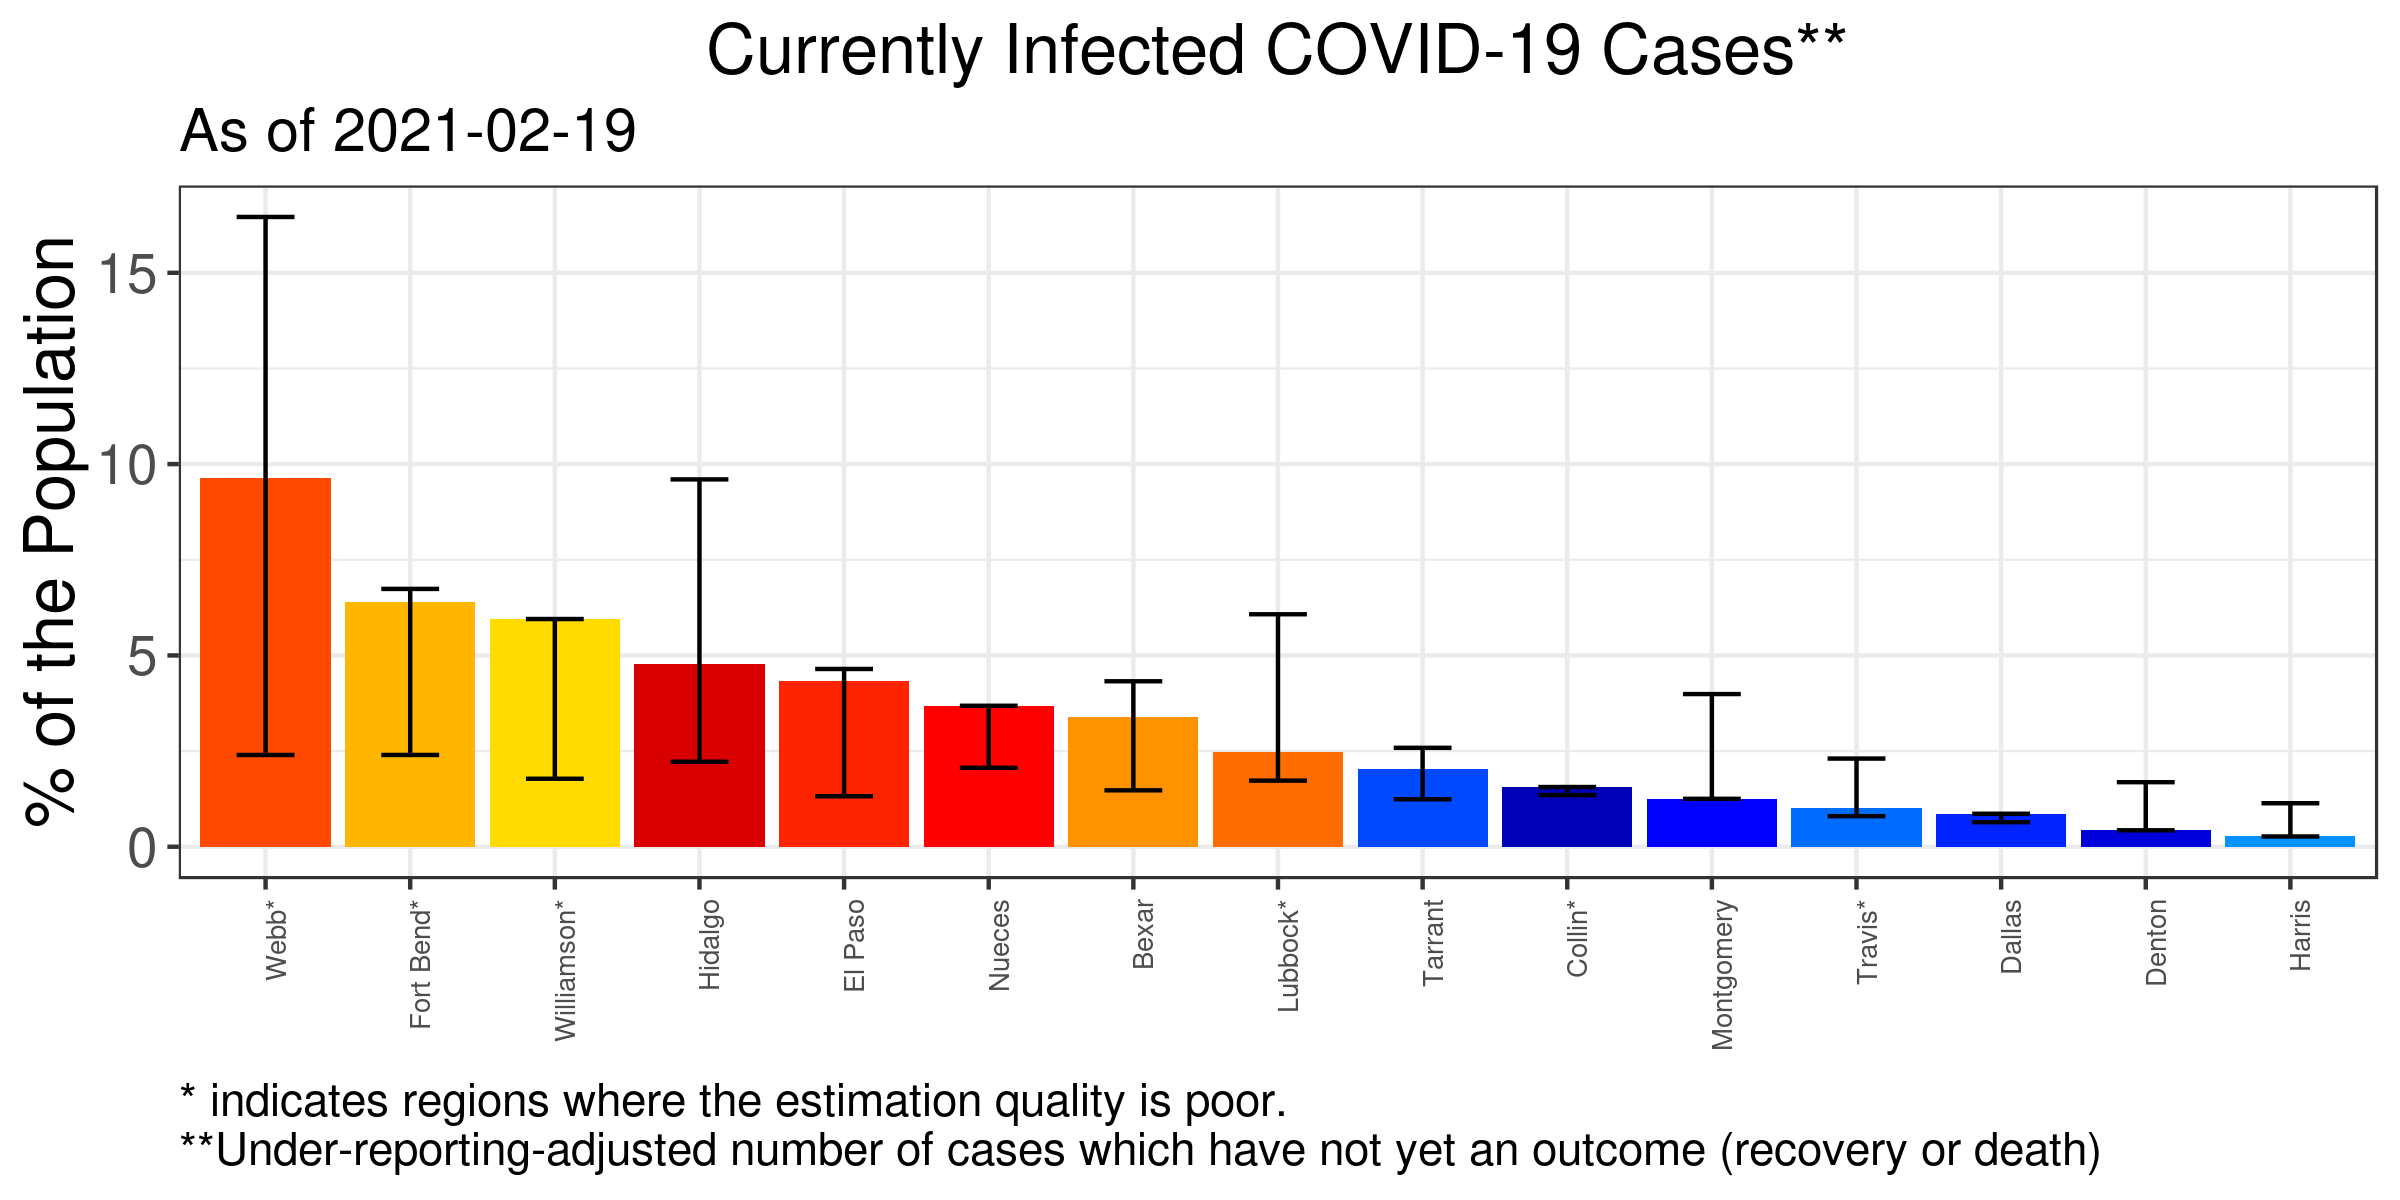 Currently Infected COVID-19 Cases**
As of 2021-02-19
% of the Population
15
10
5
0
Webb*
Fort Bend*
Williamson*
Hidalgo
El Paso
Nueces
Bexar
Lubbock*
Tarrant
Collin*
Montgomery
Travis*
Dallas
Denton
Harris
* indicates regions where the estimation quality is poor.
**Under-reporting-adjusted number of cases which have not yet an outcome (recovery or death)